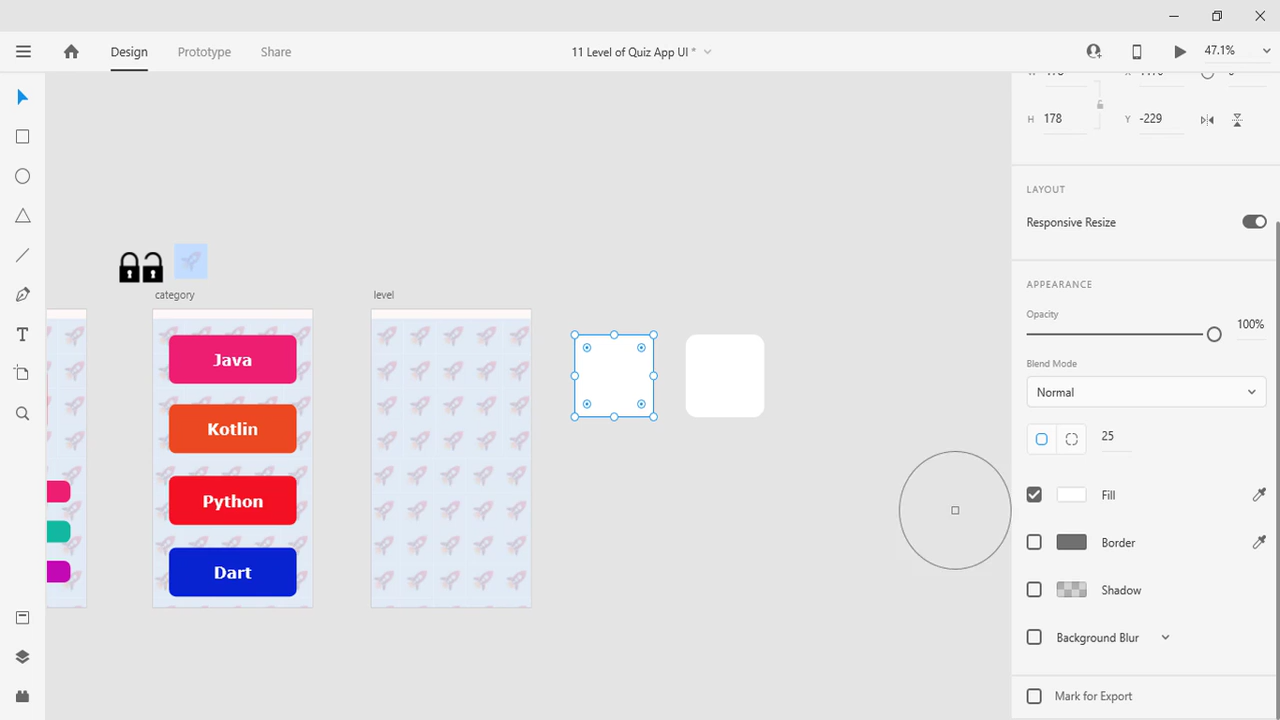 Design
Prototype
Share
11 Level of Quiz App UI *
47.1%
H 178
Y -229
LAYOUT
Responsive Resize
APPEARANCE
Opacity
100%
Blend Mode
Normal
25
Fill
Border
Shadow
Background Blur
Mark for Export
category
level
Java
Kotlin
Python
Dart